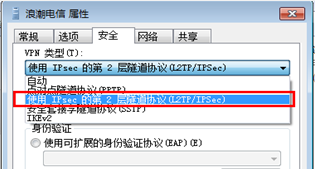 浪潮电信 属性
常规 选项 安全 网络 共享
VPN 类型(T):
使用 IPsec 的第 2 层隧道协议(L2TP/IPSec)
自动
点对点隧道协议(PPTP)
使用 IPsec 的第 2 层隧道协议(L2TP/IPSec)
安全套接字隧道协议(SSTP)
IKEv2
身份验证
使用可扩展的身份验证协议(EAP)(E)